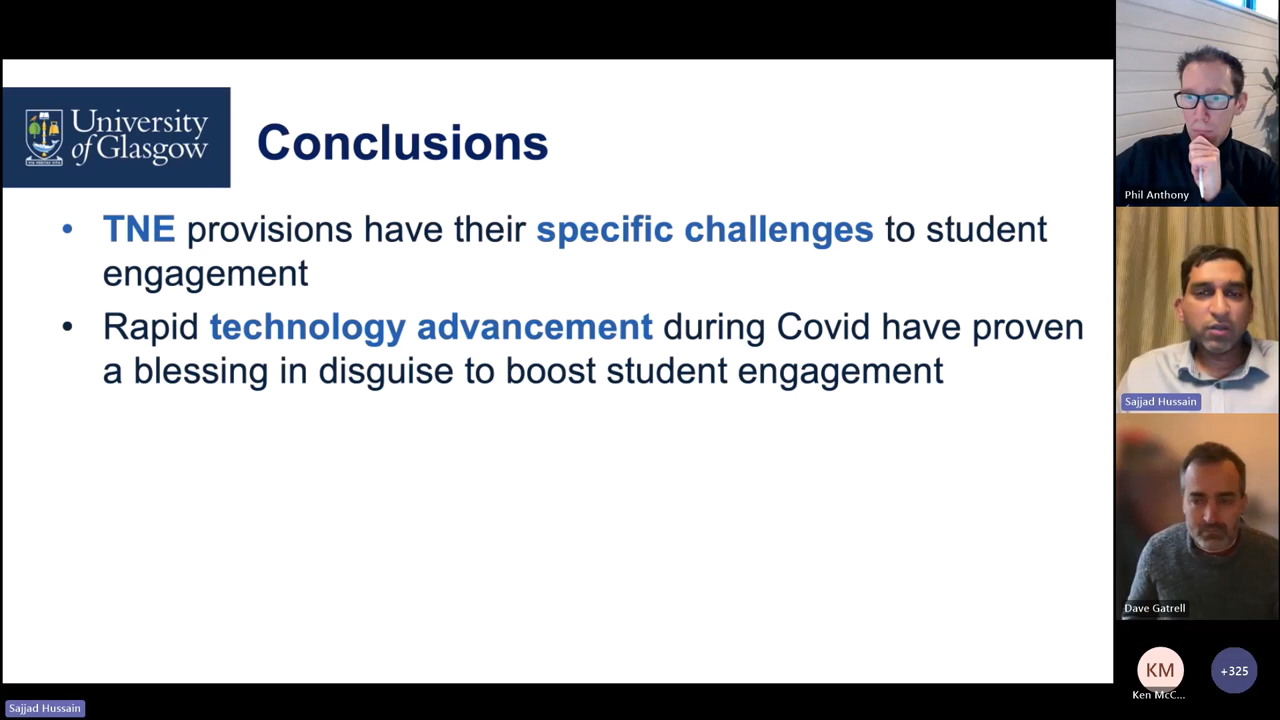 University
of Glasgow
Conclusions
• TNE provisions have their specific challenges to student
engagement
• Rapid technology advancement during Covid have proven
a blessing in disguise to boost student engagement
Phil Anthony
Sajjad Hussain
Dave Gatrell
KM
+325
Ken McC...
Sajjad Hussain